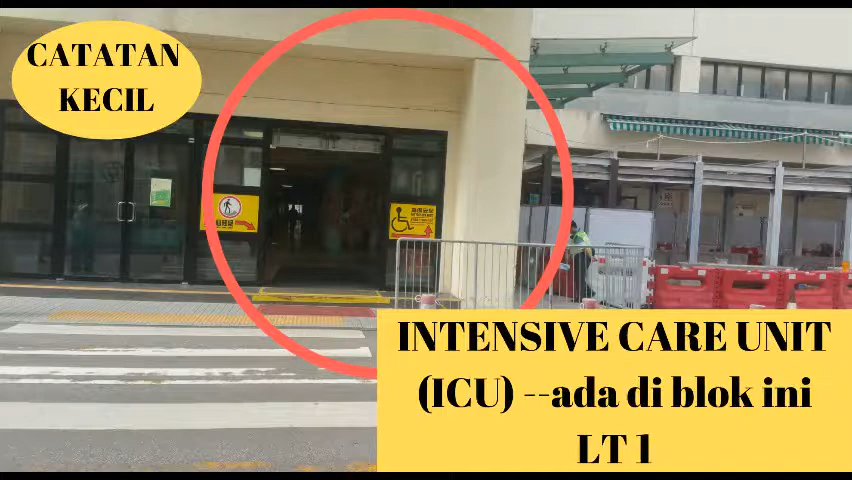 CATATAN
KECIL
INTENSIVE CARE UNIT
(ICU) --ada di blok ini
LT 1